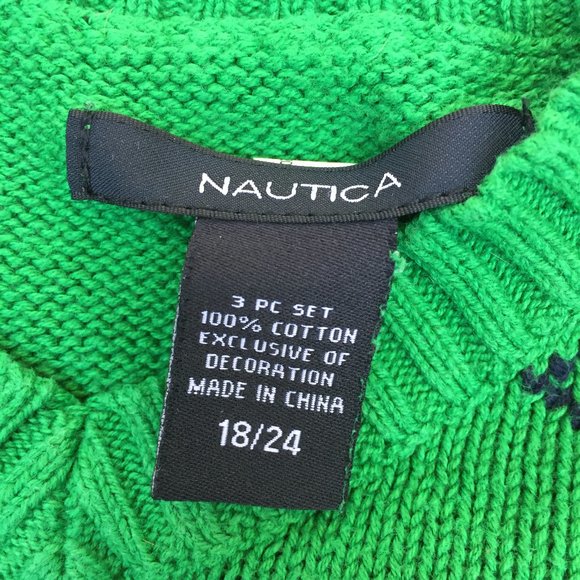 NAUTICA
3 PC SET
100% COTTON
EXCLUSIVE OF
DECORATION
MADE IN CHINA
18/24